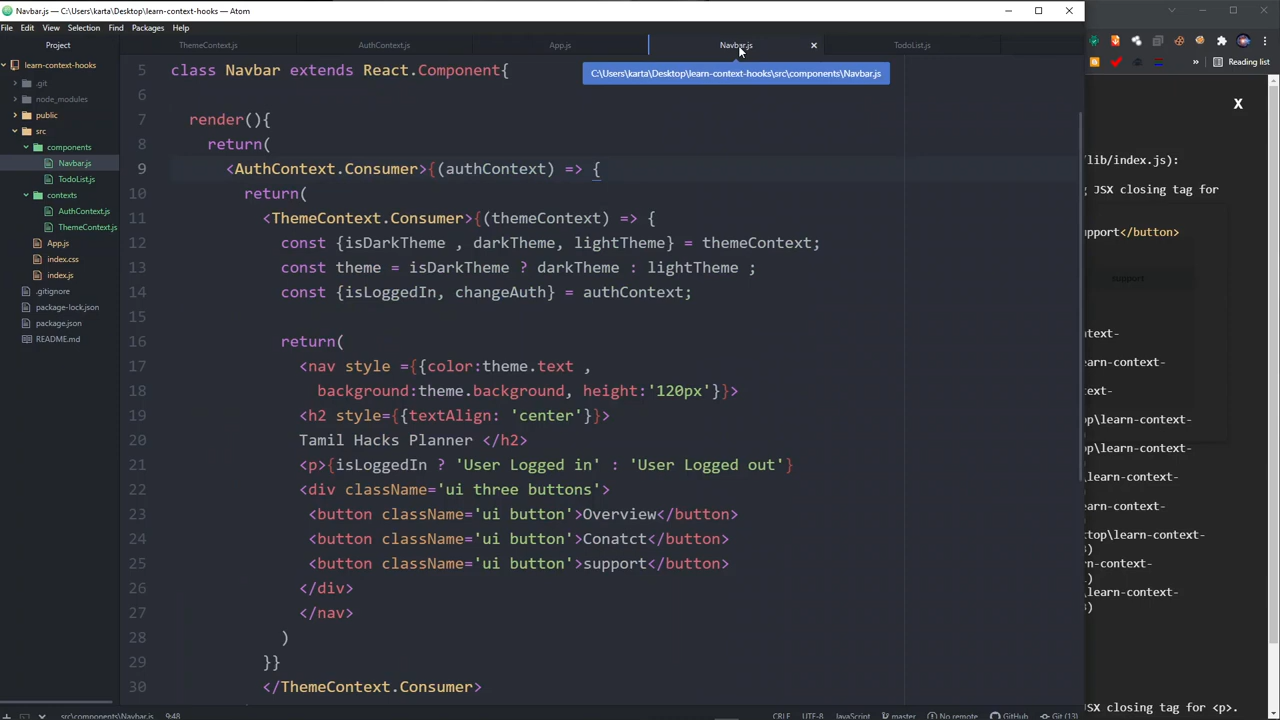 Navbar.js — C:\Users\karta\Desktop\learn-context-hooks — Atom
File Edit View Selection Find Packages Help
Project
ThemeContext.js
AuthContext.js
App.js
Navbar.js
TodoList.js
C:\Users\karta\Desktop\learn-context-hooks\src\components\Navbar.js
Reading list
learn-context-hooks
.git
node_modules
public
src
components
Navbar.js
TodoList.js
contexts
AuthContext.js
ThemeContext.js
App.js
index.css
index.js
.gitignore
package-lock.json
package.json
README.md
5 class Navbar extends React.Component{
6
7 render(){
8 return(
9 <AuthContext.Consumer>{(authContext) => {
10 return(
11 <ThemeContext.Consumer>{(themeContext) => {
12 const {isDarkTheme , darkTheme, lightTheme} = themeContext;
13 const theme = isDarkTheme ? darkTheme : lightTheme ;
14 const {isLoggedIn, changeAuth} = authContext;
15
16 return(
17 <nav style ={{color:theme.text ,
18 background:theme.background, height:'120px'}}>
19 <h2 style={{textAlign: 'center'}}>
20 Tamil Hacks Planner </h2>
21 <p>{isLoggedIn ? 'User Logged in' : 'User Logged out'}
22 <div className='ui three buttons'>
23 <button className='ui button'>Overview</button>
24 <button className='ui button'>Conatct</button>
25 <button className='ui button'>support</button>
26 </div>
27 </nav>
28 )
29 }}
30 </ThemeContext.Consumer>
X
lib/index.js):
JSX closing tag for
upport</button>
support
ntext-
learn-context-
ntext-
op\learn-context-
learn-context-
ntext-
learn-context-
top\learn-context-
)
n-context-
)
learn-context-
)
JSX closing tag for <p>.
src\components\Navbar.js 9:48
CRLF UTF-8 JavaScript master No remote GitHub Git (13)